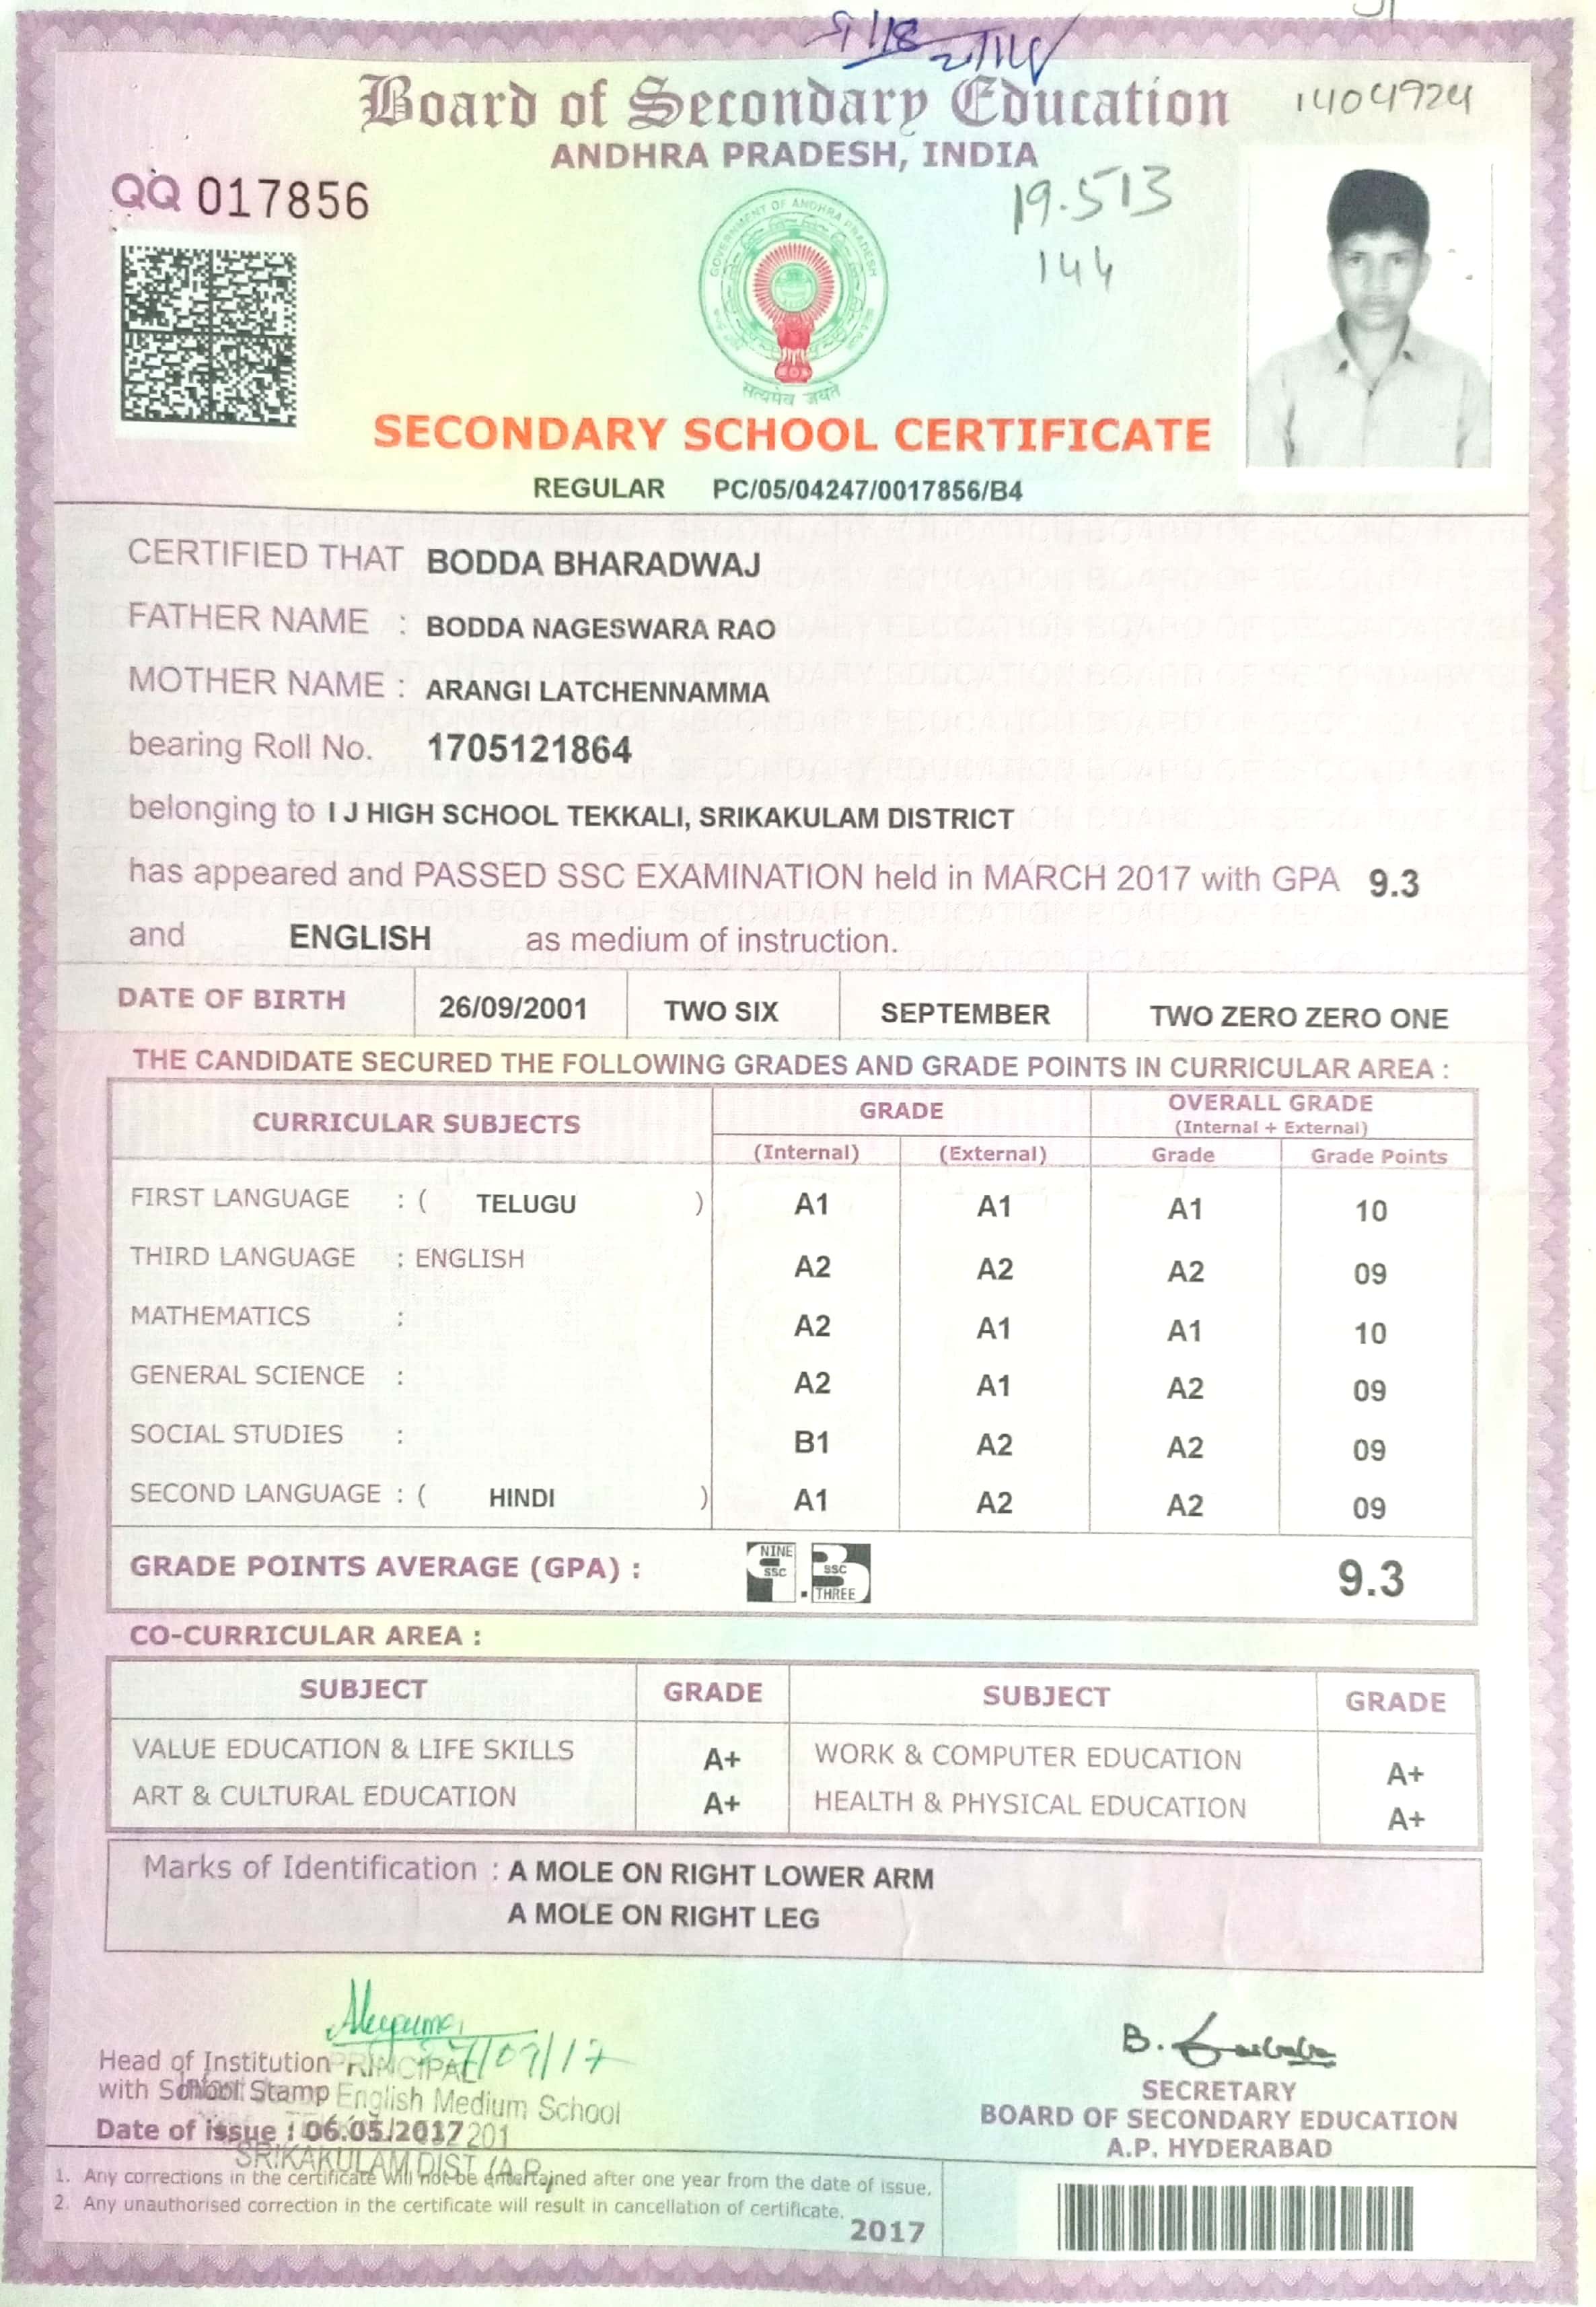 Board of Secondary Education
1404924
ANDHRA PRADESH, INDIA
QQ 017856
19.513
144
GOVERNMENT OF ANDHRA PRADESH
सत्यमेव जयते
SECONDARY SCHOOL CERTIFICATE
REGULAR PC/05/04247/0017856/B4
CERTIFIED THAT BODDA BHARADWAJ
FATHER NAME : BODDA NAGESWARA RAO
MOTHER NAME : ARANGI LATCHENNAMMA
bearing Roll No. 1705121864
belonging to I J HIGH SCHOOL TEKKALI, SRIKAKULAM DISTRICT
has appeared and PASSED SSC EXAMINATION held in MARCH 2017 with GPA 9.3
and ENGLISH as medium of instruction.
DATE OF BIRTH 26/09/2001 TWO SIX SEPTEMBER TWO ZERO ZERO ONE
THE CANDIDATE SECURED THE FOLLOWING GRADES AND GRADE POINTS IN CURRICULAR AREA :
CURRICULAR SUBJECTS GRADE OVERALL GRADE
(Internal + External)
(Internal) (External) Grade Grade Points
FIRST LANGUAGE : ( TELUGU ) A1 A1 A1 10
THIRD LANGUAGE : ENGLISH A2 A2 A2 09
MATHEMATICS : A2 A1 A1 10
GENERAL SCIENCE : A2 A1 A2 09
SOCIAL STUDIES : B1 A2 A2 09
SECOND LANGUAGE : ( HINDI ) A1 A2 A2 09
GRADE POINTS AVERAGE (GPA) : NINE SSC . SSC THREE 9.3
CO-CURRICULAR AREA :
SUBJECT GRADE SUBJECT GRADE
VALUE EDUCATION & LIFE SKILLS A+ WORK & COMPUTER EDUCATION A+
ART & CULTURAL EDUCATION A+ HEALTH & PHYSICAL EDUCATION A+
Marks of Identification : A MOLE ON RIGHT LOWER ARM
A MOLE ON RIGHT LEG
Head of Institution PRINCIPAL
with School Stamp English Medium School
Date of issue : 06.05.2017 201
SRIKAKULAM DIST (A.P.
SECRETARY
BOARD OF SECONDARY EDUCATION
A.P. HYDERABAD
1. Any corrections in the certificate will not be entertained after one year from the date of issue.
2. Any unauthorised correction in the certificate will result in cancellation of certificate.
2017